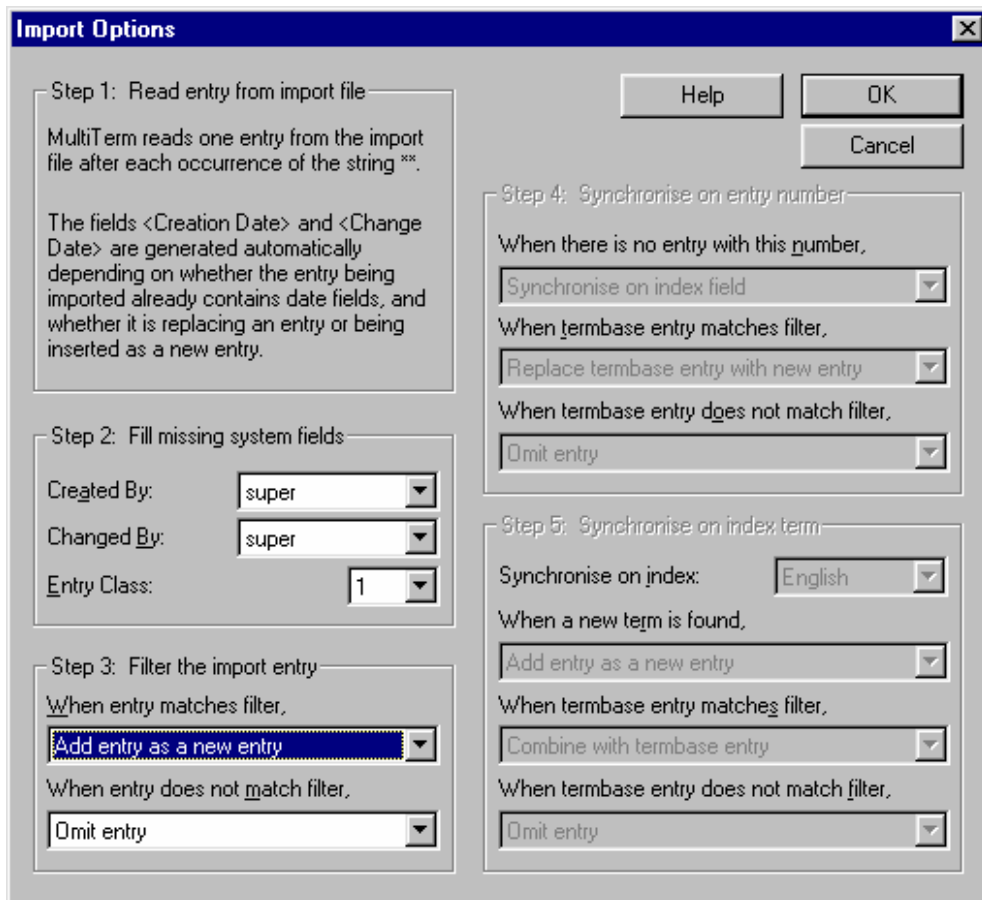 Import Options
Step 1: Read entry from import file
MultiTerm reads one entry from the import
file after each occurrence of the string **.
The fields <Creation Date> and <Change
Date> are generated automatically
depending on whether the entry being
imported already contains date fields, and
whether it is replacing an entry or being
inserted as a new entry.
Step 2: Fill missing system fields
Created By: super
Changed By: super
Entry Class: 1
Step 3: Filter the import entry
When entry matches filter,
Add entry as a new entry
When entry does not match filter,
Omit entry
Help OK
Cancel
Step 4: Synchronise on entry number
When there is no entry with this number,
Synchronise on index field
When termbase entry matches filter,
Replace termbase entry with new entry
When termbase entry does not match filter,
Omit entry
Step 5: Synchronise on index term
Synchronise on index: English
When a new term is found,
Add entry as a new entry
When termbase entry matches filter,
Combine with termbase entry
When termbase entry does not match filter,
Omit entry